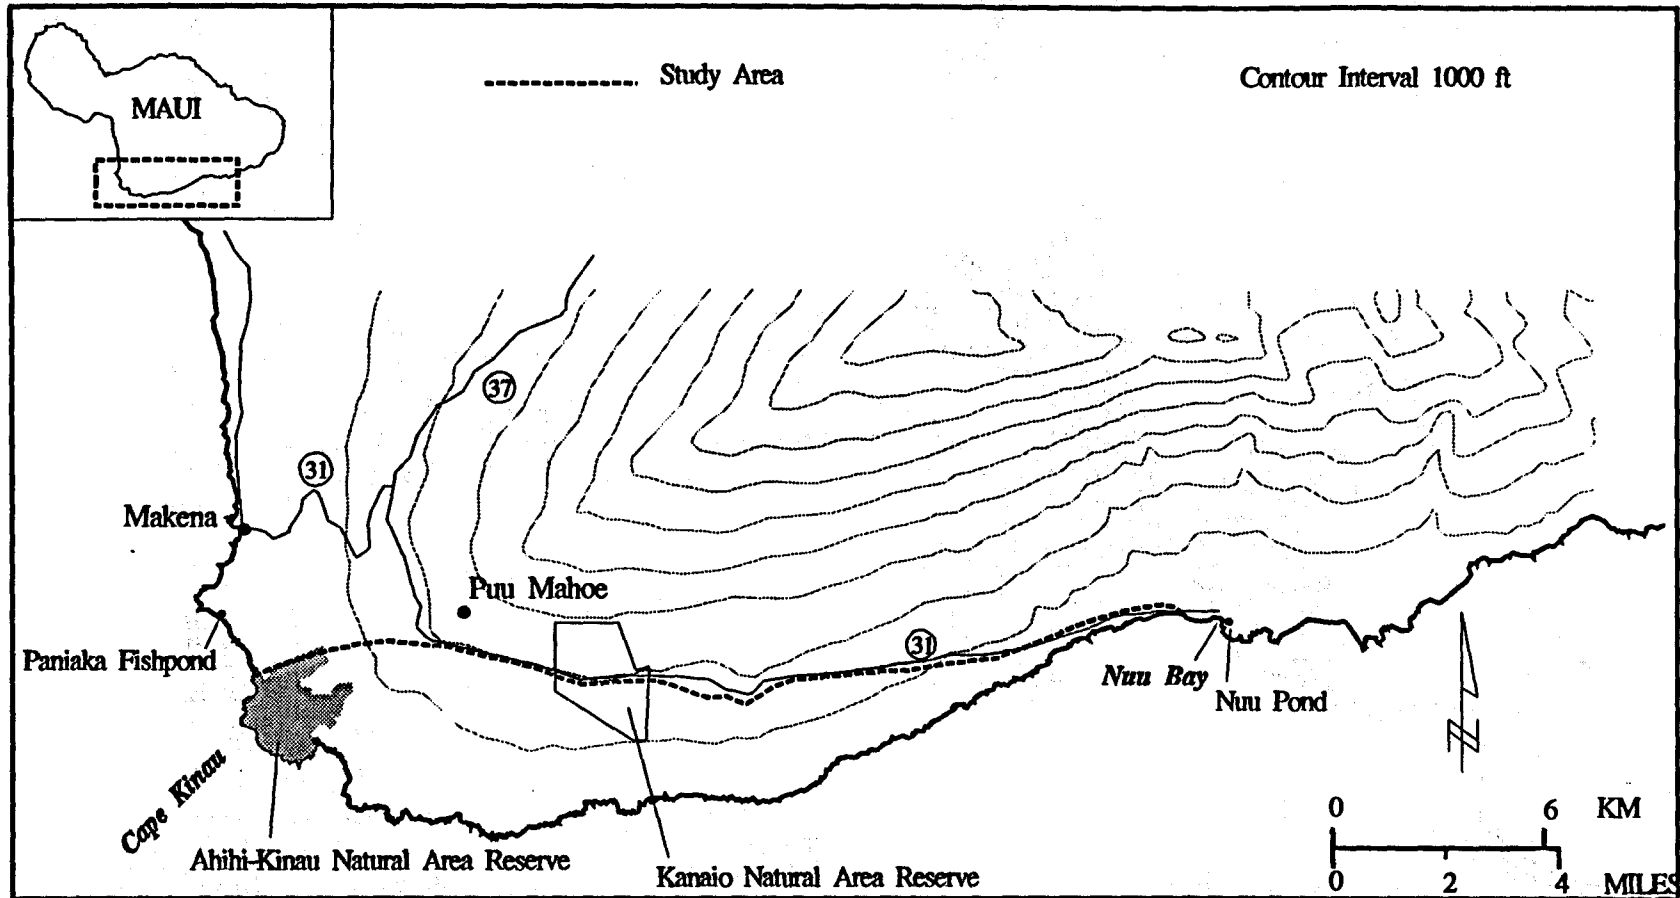 MAUI
Study Area
Contour Interval 1000 ft
37
31
Makena
Puu Mahoe
Paniaka Fishpond
31
Nuu Bay
Nuu Pond
N
Cape Kinau
Ahihi-Kinau Natural Area Reserve
Kanaio Natural Area Reserve
0 6 KM
0 2 4 MILES